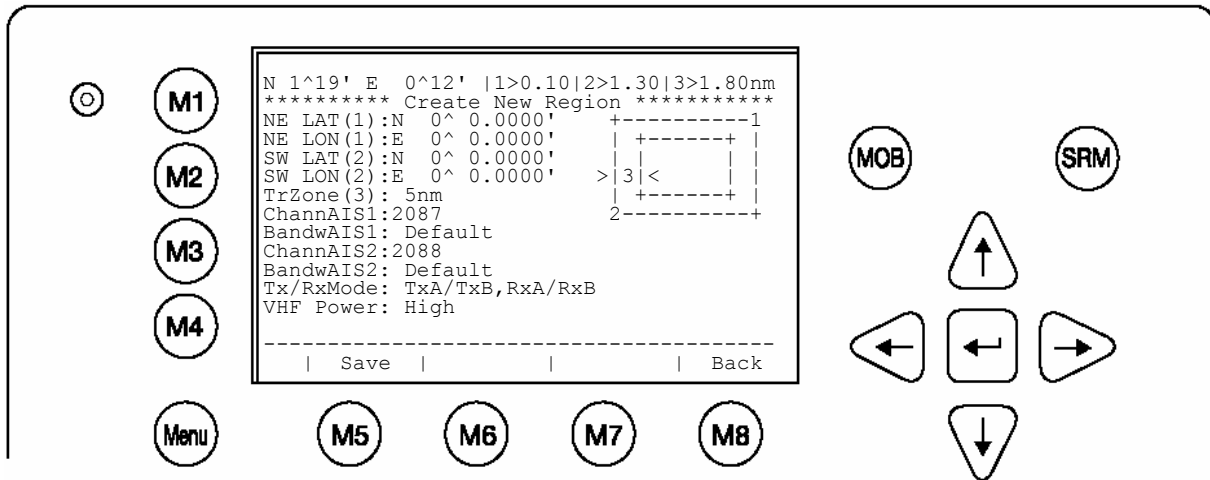 N 1^19' E  0^12' |1>0.10|2>1.30|3>1.80nm
********** Create New Region ***********
NE LAT(1):N  0^ 0.0000'    +-----------1
NE LON(1):E  0^ 0.0000'    | +------+ |
SW LAT(2):N  0^ 0.0000'    | |      | |
SW LON(2):E  0^ 0.0000'   >|3|<     | |
TrZone(3): 5nm             | +------+ |
ChannAIS1:2087             2----------+
BandwAIS1: Default
ChannAIS2:2088
BandwAIS2: Default
Tx/RxMode: TxA/TxB,RxA/RxB
VHF Power: High
----------------------------------------
| Save | | | Back
M1
M2
M3
M4
Menu
M5
M6
M7
M8
MOB
SRM